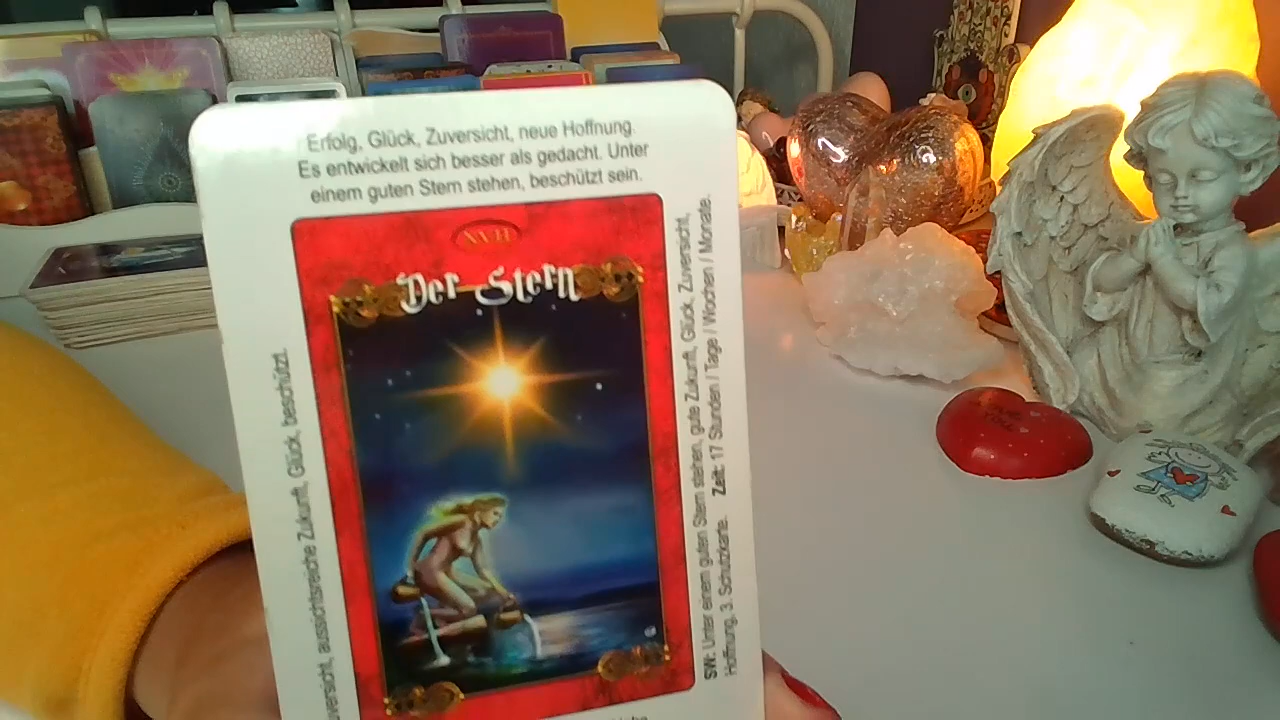 Erfolg, Glück, Zuversicht, neue Hoffnung.
Es entwickelt sich besser als gedacht. Unter
einem guten Stern stehen, beschützt sein.
XVII
Der Stern
aussichtsreiche Zukunft, Glück, beschützt.
SW: Unter einem guten Stern stehen, gute Zukunft, Glück, Zuversicht,
Hoffnung, 3. Schutzkarte. Zeit: 17 Stunden / Tage / Wochen / Monate.
YOU